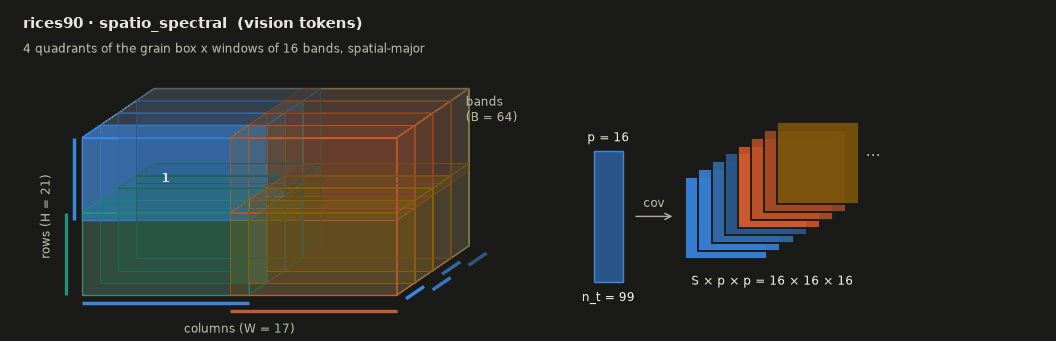 rices90 · spatio_spectral (vision tokens)
4 quadrants of the grain box x windows of 16 bands, spatial-major
bands
(B = 64)
rows (H = 21)
1
columns (W = 17)
p = 16
n_t = 99
cov
...
S × p × p = 16 × 16 × 16